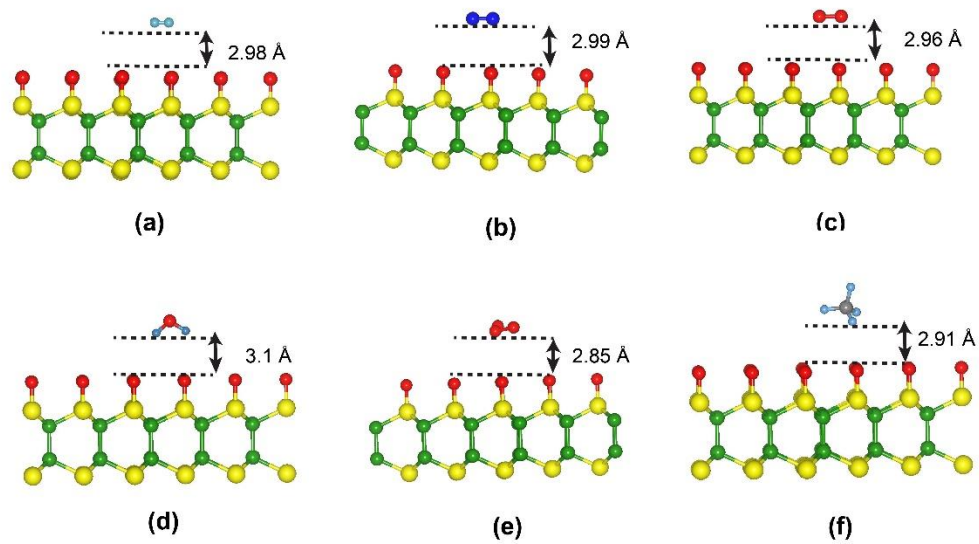 2.98 Å
2.99 Å
2.96 Å
(a)
(b)
(c)
3.1 Å
2.85 Å
2.91 Å
(d)
(e)
(f)